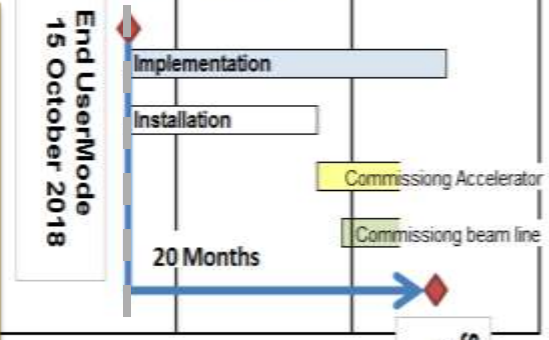 End UserMode
15 October 2018
Implementation
Installation
Commissiong Accelerator
Commissiong beam line
20 Months